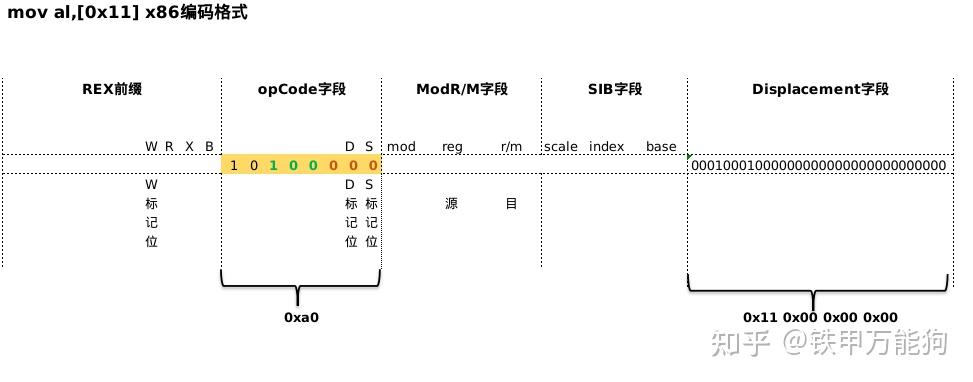 mov al,[0x11] x86编码格式
REX前缀 opCode字段 ModR/M字段 SIB字段 Displacement字段
W R X B D S mod reg r/m scale index base
1 0 1 0 0 0 0 0 00010001000000000000000000000000
W D S
标 标 标 源 目
记 记 记
位 位 位
0xa0 0x11 0x00 0x00 0x00
知乎 @铁甲万能狗